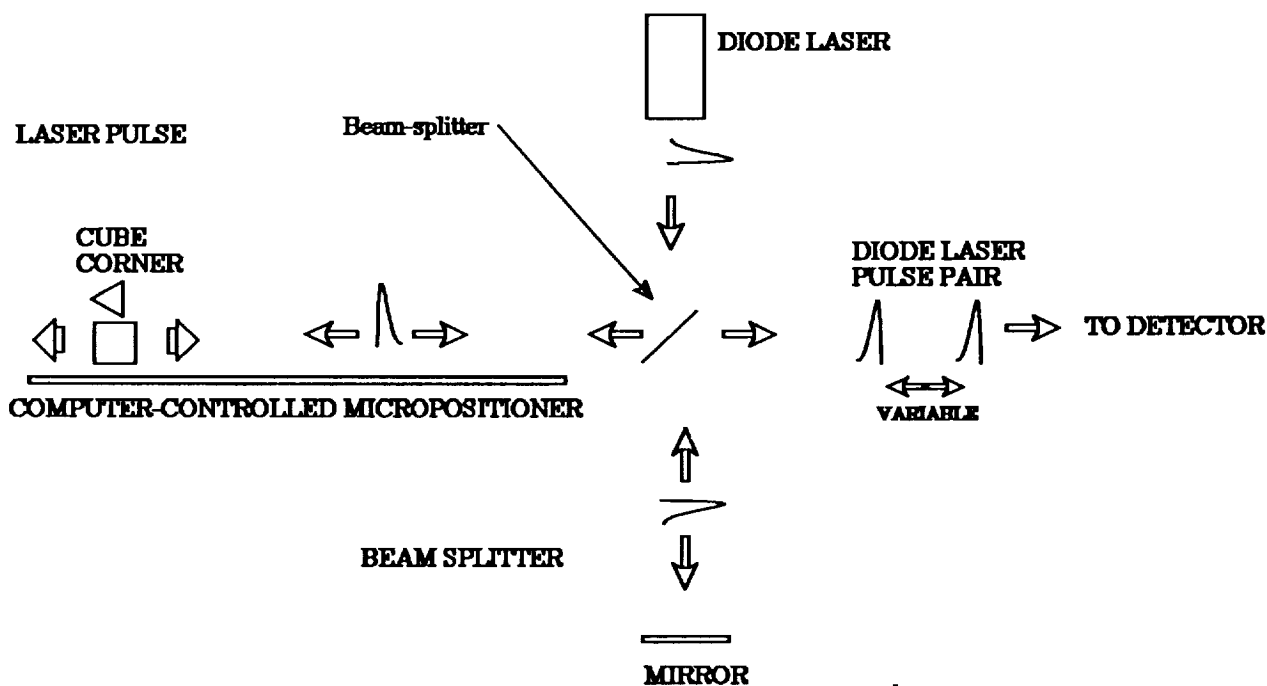 DIODE LASER
LASER PULSE
Beam-splitter
CUBE
CORNER
DIODE LASER
PULSE PAIR
TO DETECTOR
VARIABLE
COMPUTER-CONTROLLED MICROPOSITIONER
BEAM SPLITTER
MIRROR